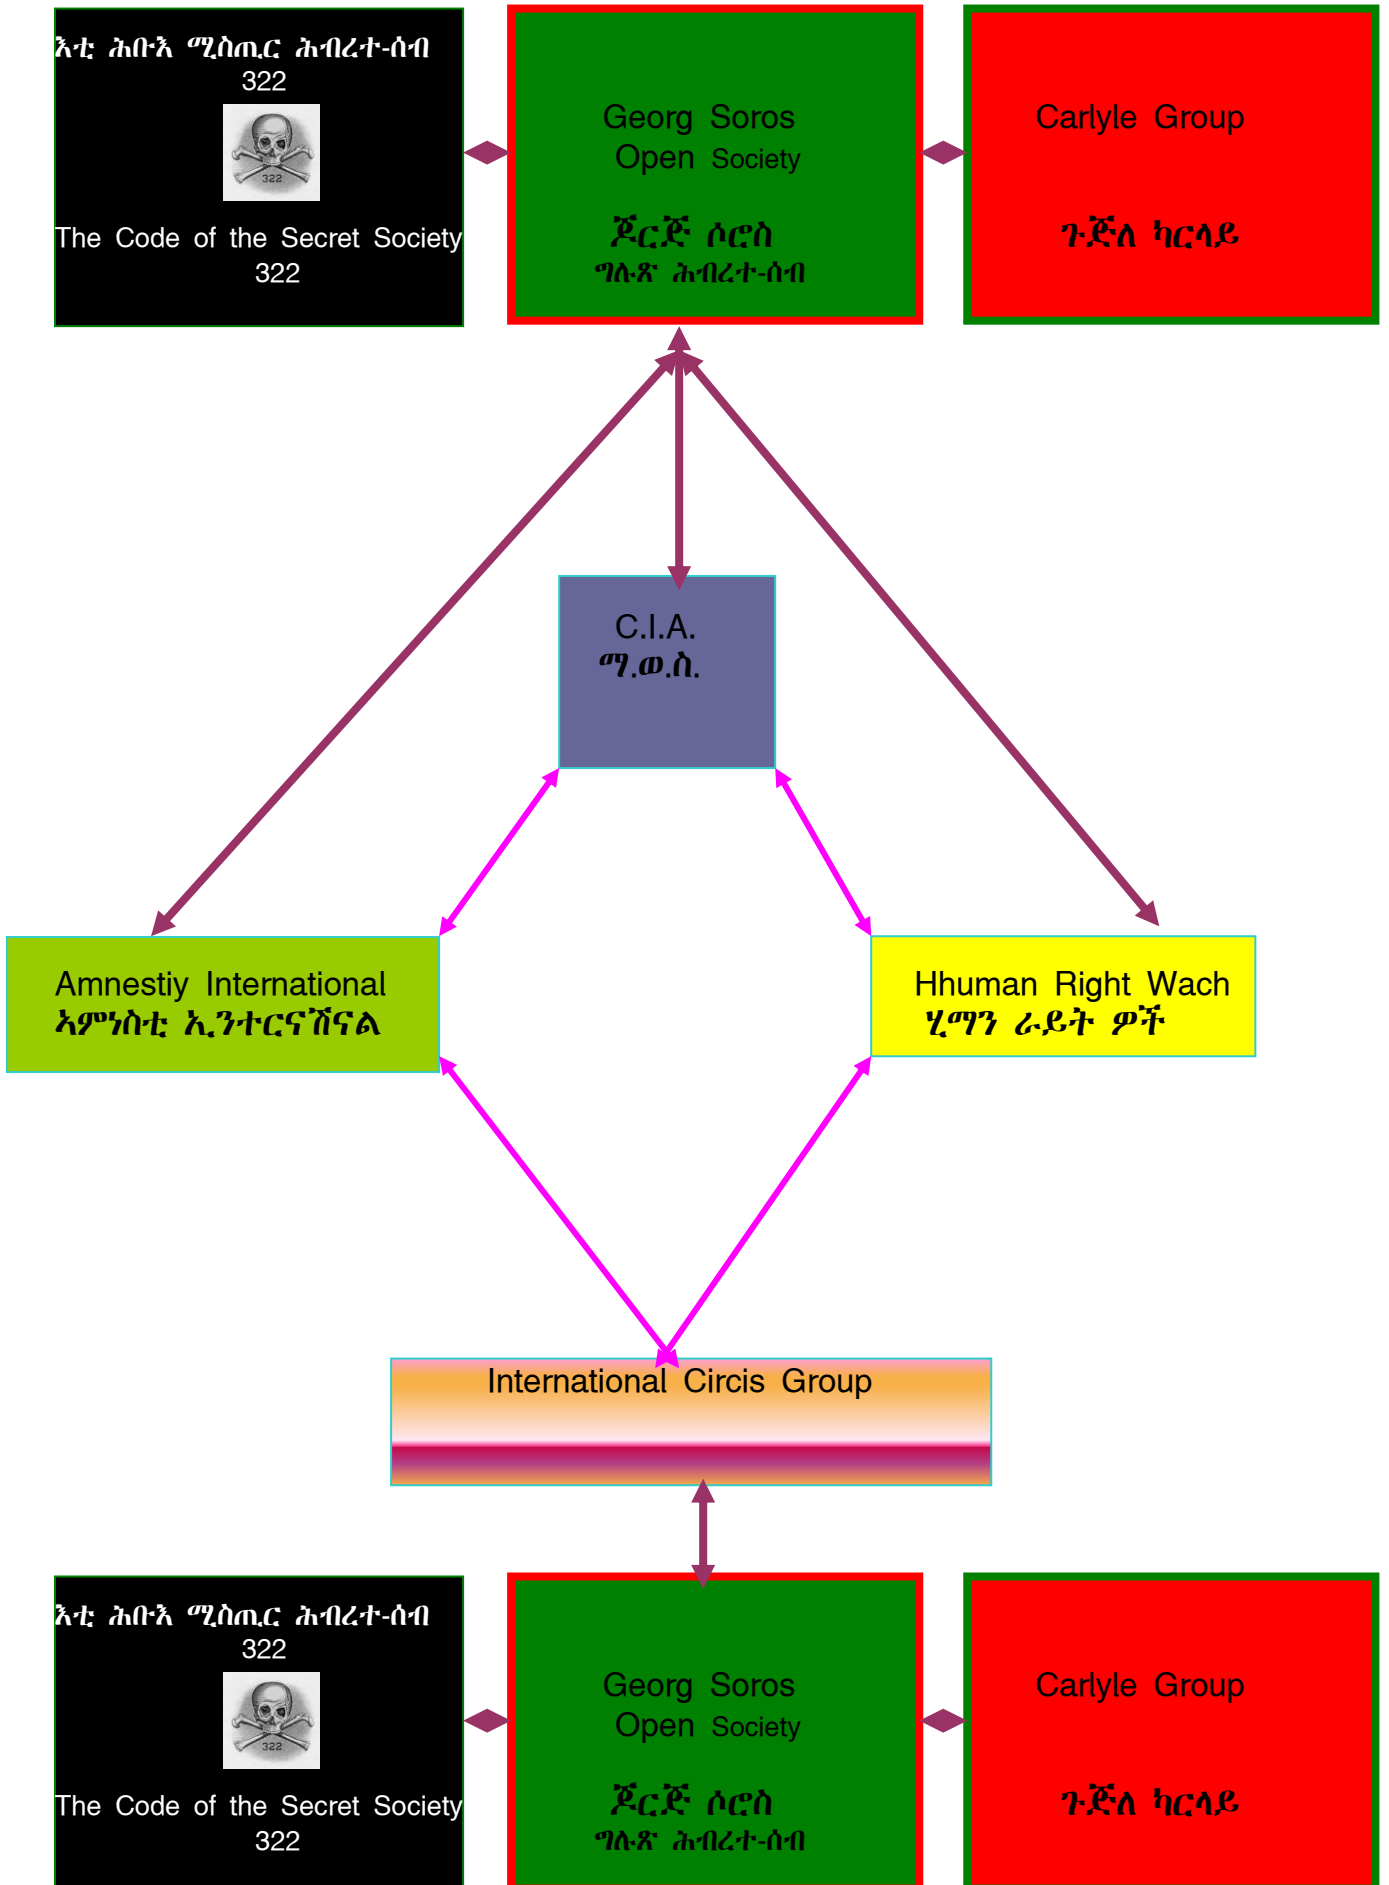 እቲ ሕቡእ ሚስጢር ሕብረተ-ሰብ
322
322
The Code of the Secret Society
322
Georg Soros
Open Society
ጆርጅ ሶሮስ
ግሉጽ ሕብረተ-ሰብ
Carlyle Group
ጉጅለ ካርላይ
C.I.A.
ማ.ወ.ስ.
Amnestiy International
ኣምነስቲ ኢንተርናሽናል
Hhuman Right Wach
ሂማን ራይት ዎች
International Circis Group
እቲ ሕቡእ ሚስጢር ሕብረተ-ሰብ
322
322
The Code of the Secret Society
322
Georg Soros
Open Society
ጆርጅ ሶሮስ
ግሉጽ ሕብረተ-ሰብ
Carlyle Group
ጉጅለ ካርላይ